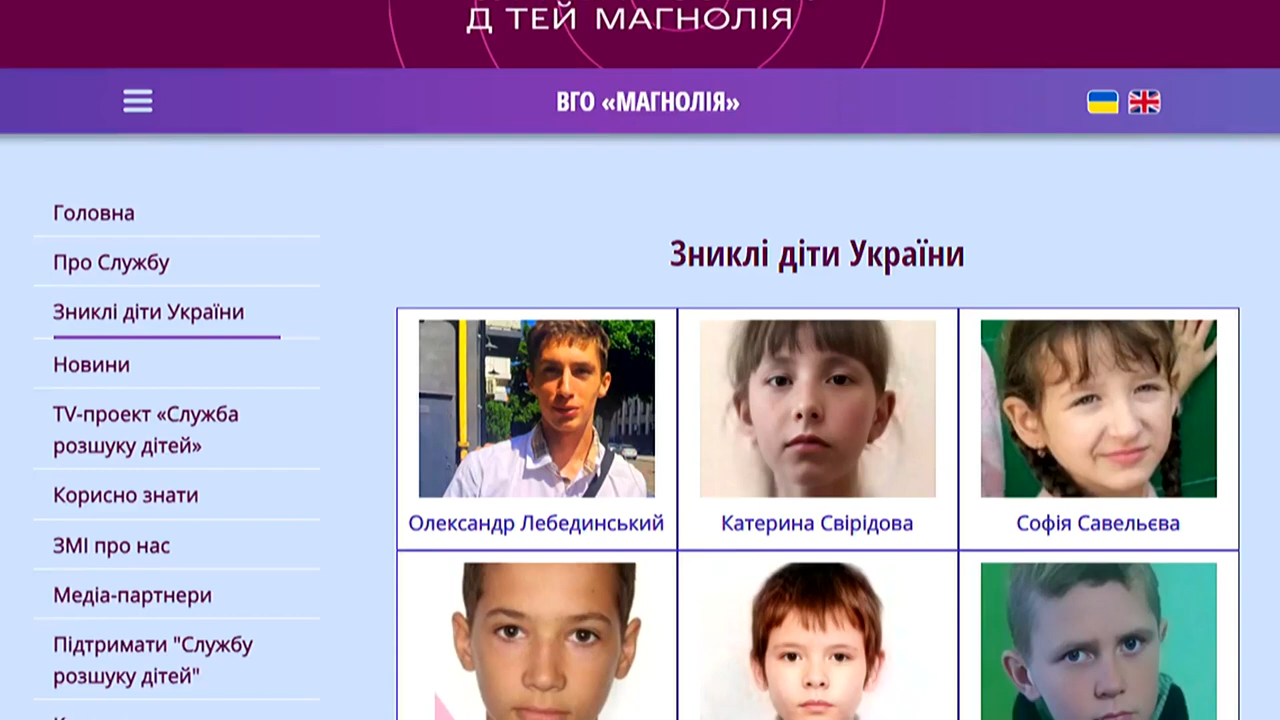 Д ТЕЙ МАГНОЛІЯ
ВГО «МАГНОЛІЯ»
Головна
Про Службу
Зниклі діти України
Новини
TV-проект «Служба
розшуку дітей»
Корисно знати
ЗМІ про нас
Медіа-партнери
Підтримати "Службу
розшуку дітей"
Зниклі діти України
Олександр Лебединський
Катерина Свірідова
Софія Савельєва